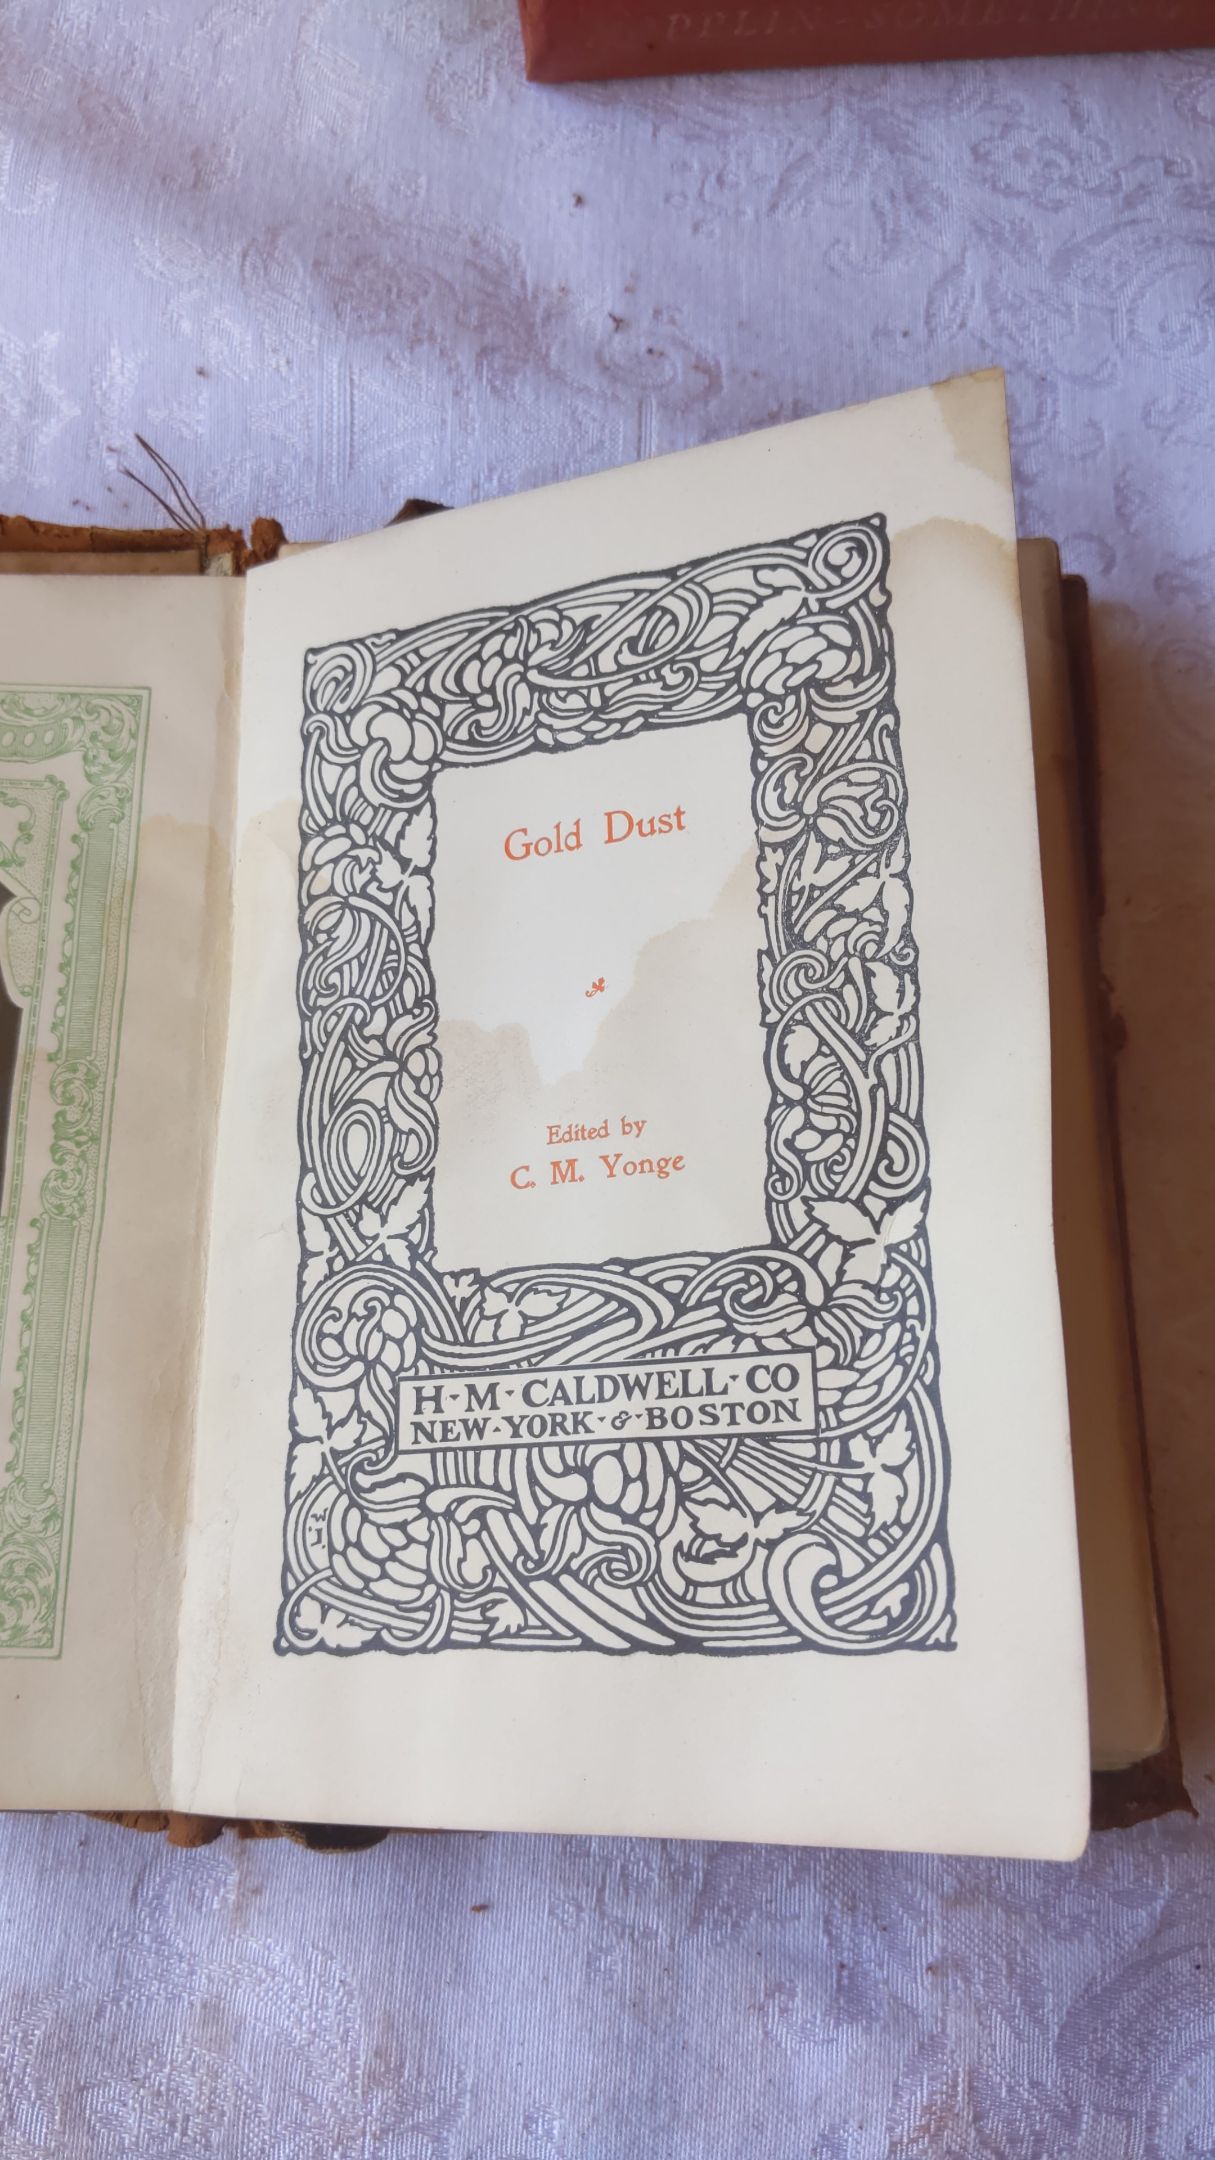 Gold Dust
Edited by
C. M. Yonge
H·M·CALDWELL·CO
NEW·YORK·&·BOSTON